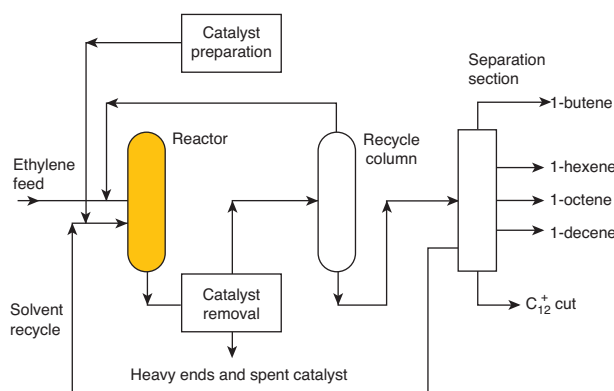 Catalyst
preparation
Separation
section
1-butene
Reactor
Recycle
column
Ethylene
feed
1-hexene
1-octene
1-decene
Catalyst
removal
Solvent
recycle
C₁₂⁺ cut
Heavy ends and spent catalyst